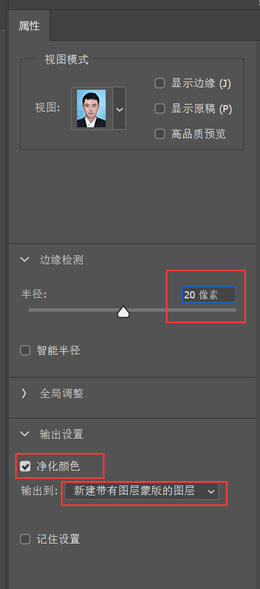 属性
视图模式
视图:
显示边缘 (J)
显示原稿 (P)
高品质预览
边缘检测
半径: 20 像素
智能半径
全局调整
输出设置
净化颜色
输出到: 新建带有图层蒙版的图层
记住设置